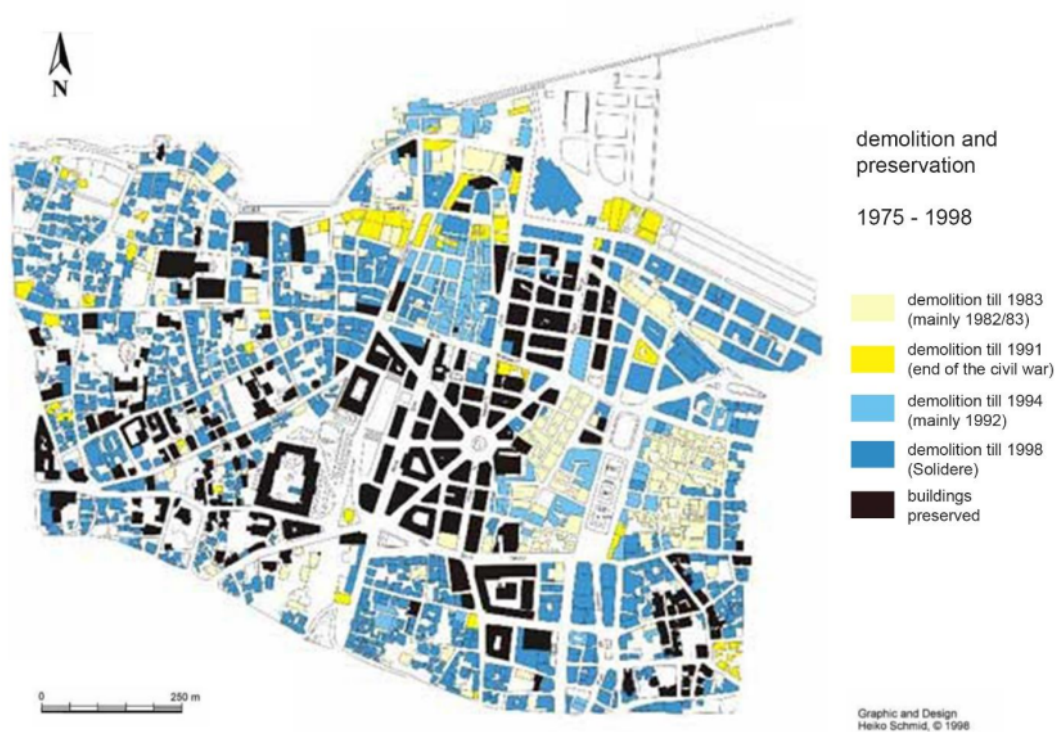 N
demolition and
preservation
1975 - 1998
demolition till 1983
(mainly 1982/83)
demolition till 1991
(end of the civil war)
demolition till 1994
(mainly 1992)
demolition till 1998
(Solidere)
buildings
preserved
0 250 m
Graphic and Design
Heiko Schmid, © 1998